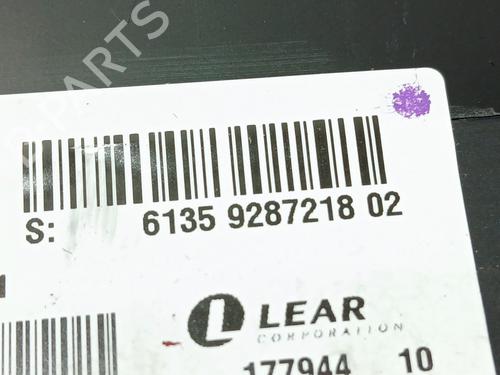 PARTS
S: 6135 9287218 02
LEAR
CORPORATION
177944 10